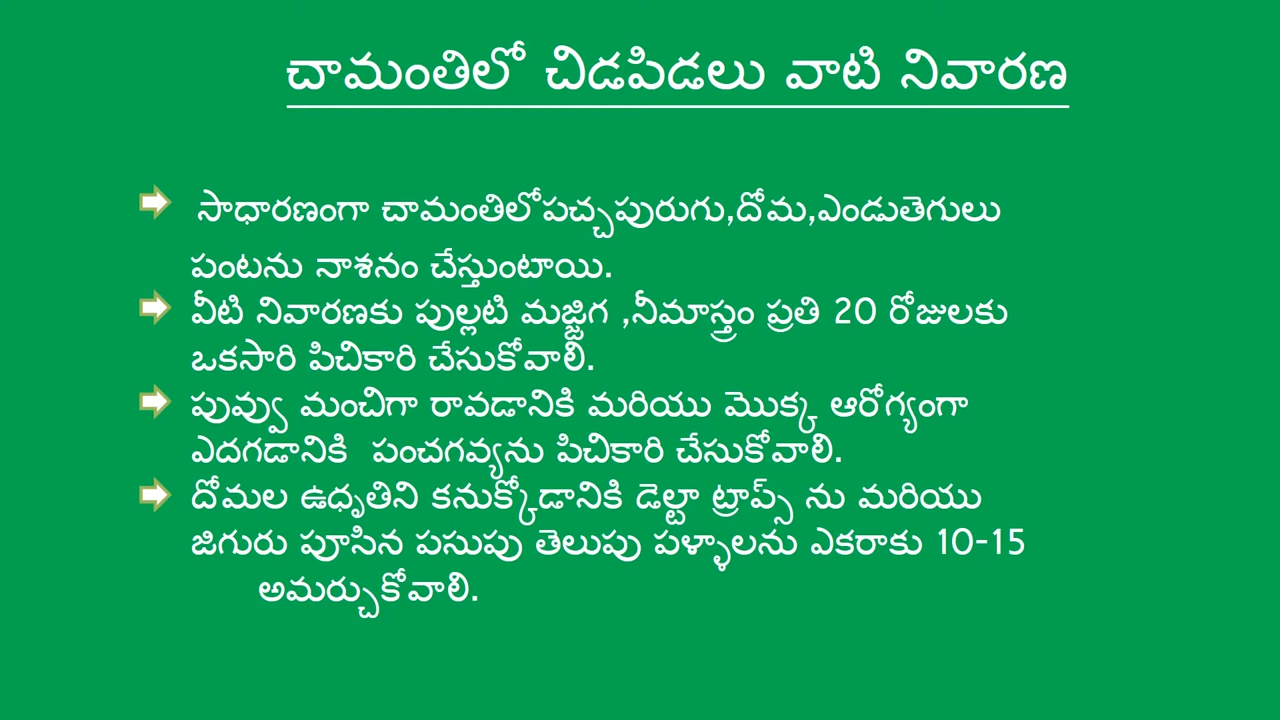 చామంతిలో చిడపిడలు వాటి నివారణ
సాధారణంగా చామంతిలోపచ్చపురుగు,దోమ,ఎండుతెగులు
పంటను నాశనం చేస్తుంటాయి.
వీటి నివారణకు పుల్లటి మజ్జిగ ,నీమాస్త్రం ప్రతి 20 రోజులకు
ఒకసారి పిచికారి చేసుకోవాలి.
పువ్వు మంచిగా రావడానికి మరియు మొక్క ఆరోగ్యంగా
ఎదగడానికి పంచగవ్యను పిచికారి చేసుకోవాలి.
దోమల ఉధృతిని కనుక్కోడానికి డెల్టా ట్రాప్స్ ను మరియు
జిగురు పూసిన పసుపు తెలుపు పళ్ళాలను ఎకరాకు 10-15
అమర్చుకోవాలి.